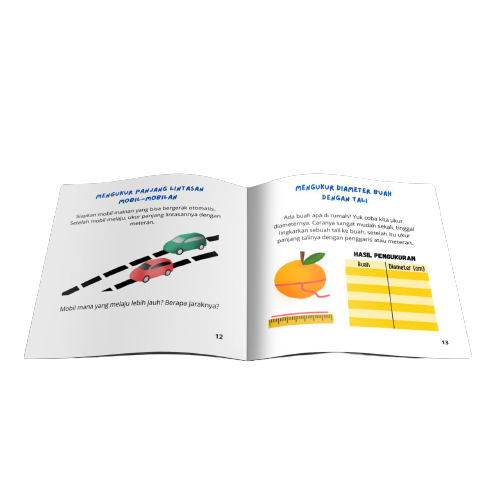 MENGUKUR PANJANG LINTASAN
MOBIL-MOBILAN
Siapkan mobil mainan yang bisa bergerak otomatis.
Setelah mobil melaju, ukur panjang lintasannya dengan
meteran.
Mobil mana yang melaju lebih jauh? Berapa jaraknya?
12
MENGUKUR DIAMETER BUAH
DENGAN TALI
Ada buah apa di rumah? Yuk coba kita ukur
diameternya. Caranya sangat mudah sekali, tinggal
lingkarkan sebuah tali ke buah, setelah itu ukur
panjang talinya dengan penggaris atau meteran.
HASIL PENGUKURAN
Buah
Diameter (cm)
13